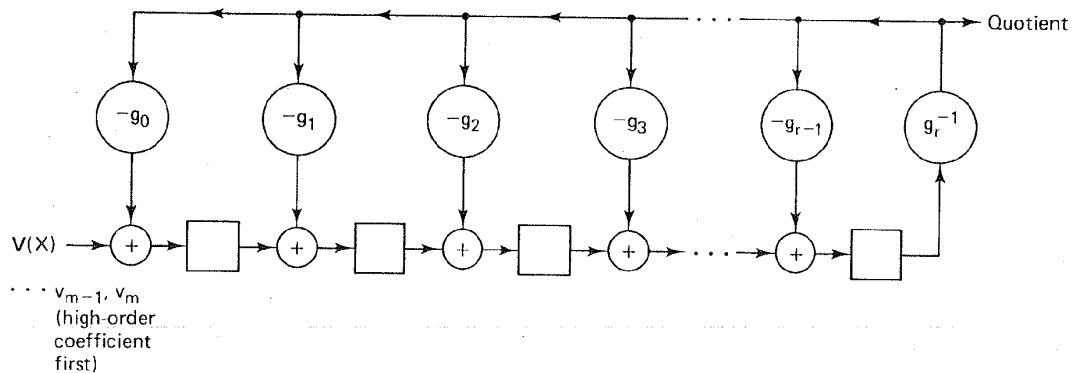 Quotient
-g₀ -g₁ -g₂ -g₃ -gᵣ₋₁ gᵣ⁻¹
V(X) + + + + · · · +
· · · vₘ₋₁, vₘ
(high-order
coefficient
first)